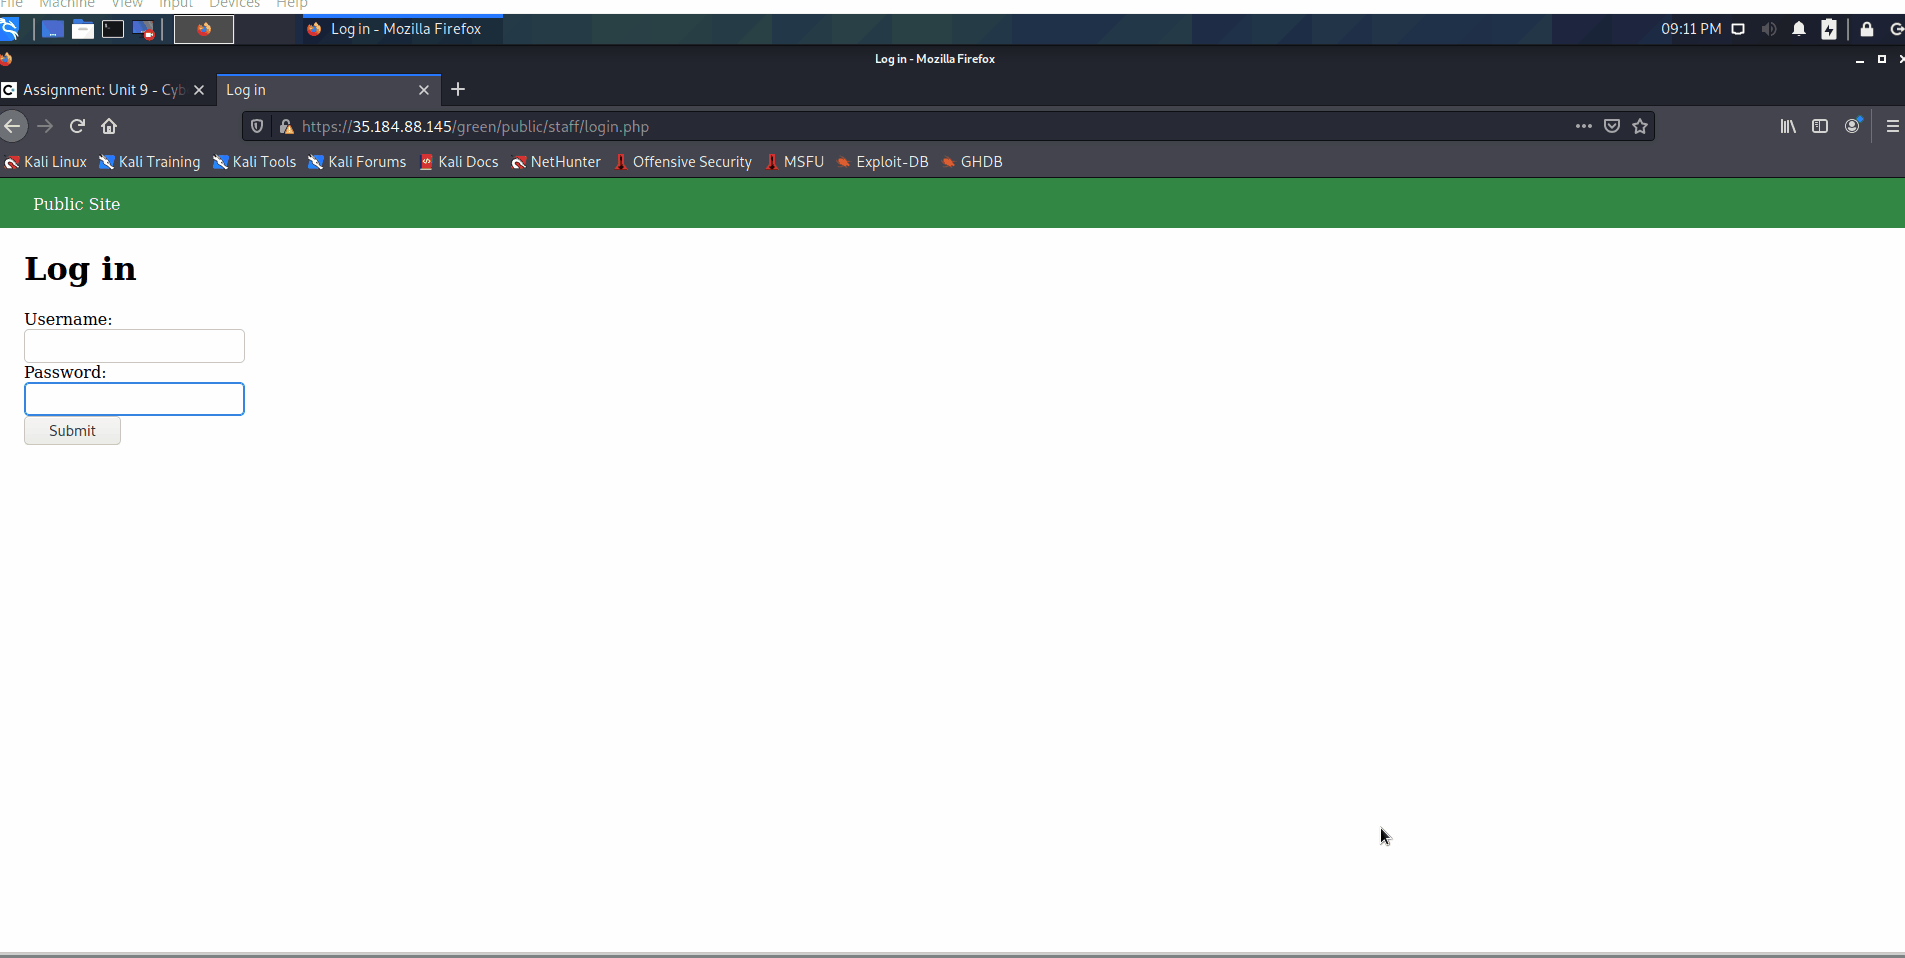 File Machine View Input Devices Help
Log in - Mozilla Firefox 09:11 PM
Log in - Mozilla Firefox
Assignment: Unit 9 - Cyb Log in
https://35.184.88.145/green/public/staff/login.php
Kali Linux Kali Training Kali Tools Kali Forums Kali Docs NetHunter Offensive Security MSFU Exploit-DB GHDB
Public Site
Log in
Username:
Password:
Submit